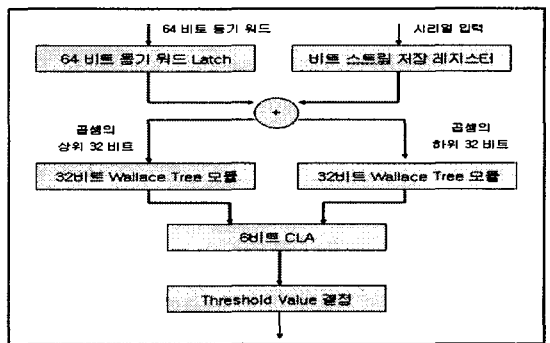 64 비트 동기 워드
시리얼 입력
64 비트 동기 워드 Latch
비트 스트림 저장 레지스터
+
곱셈의
상위 32 비트
곱셈의
하위 32 비트
32비트 Wallace Tree 모듈
32비트 Wallace Tree 모듈
6비트 CLA
Threshold Value 결정